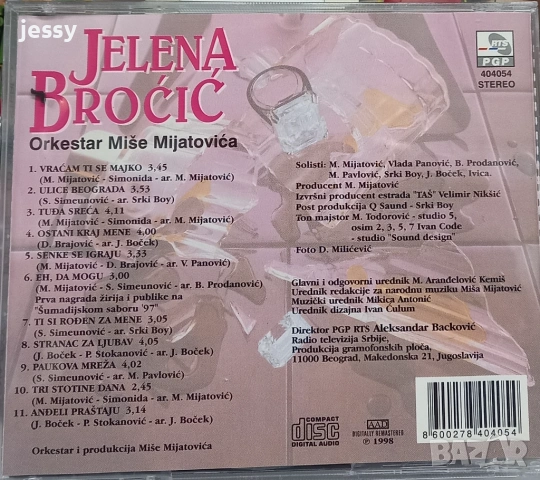 jessy
JELENA
BROĆIĆ
Orkestar Miše Mijatovića
RTS
PGP
404054
STEREO
1. VRAĆAM TI SE MAJKO 3,45
(M. Mijatović - Simonida - ar. M. Mijatović)
2. ULICE BEOGRADA 3,53
(S. Simeunović - ar. Srki Boy)
3. TUĐA SREĆA 4,11
(M. Mijatović - Simonida - ar. M. Mijatović)
4. OSTANI KRAJ MENE 4,00
(D. Brajović - ar. J. Boček)
5. SENKE SE IGRAJU 3,33
(M. Mijatović - D. Brajović - ar. V. Panović)
6. EH, DA MOGU 3,00
(M. Mijatović - S. Simeunović - ar. B. Prodanović)
Prva nagrada žirija i publike na
"Šumadijskom saboru '97"
7. TI SI ROĐEN ZA MENE 3,05
(S. Simeunović - ar. Srki Boy)
8. STRANAC ZA LJUBAV 4,05
(J. Boček - P. Stokanović - ar. J. Boček)
9. PAUKOVA MREŽA 4,02
(S. Simeunović - ar. M. Pavlović)
10. TRI STOTINE DANA 2,45
(M. Mijatović - Simonida - ar. M. Mijatović)
11. ANĐELI PRAŠTAJU 3,14
(J. Boček - P. Stokanović - ar. J. Boček)
Orkestar i produkcija Miše Mijatovića
Solisti: M. Mijatović, Vlada Panović, B. Prodanović,
M. Pavlović, Srki Boy, J. Boček, Ivica.
Producent M. Mijatović
Izvršni producent estrada "TAŠ" Velimir Nikšić
Post produkcija Q Saund - Srki Boy
Ton majstor M. Todorović - studio 5,
osim 2, 3, 5, 7 Ivan Code
- studio "Sound design"
Foto D. Milićević
Glavni i odgovorni urednik M. Aranđelović Kemiš
Urednik redakcije za narodnu muziku Miša Mijatović
Muzički urednik Mikica Antonić
Urednik dizajna Ivan Ćulum
Direktor PGP RTS Aleksandar Backović
Radio televizija Srbije,
Produkcija gramofonskih ploča,
11000 Beograd, Makedonska 21, Jugoslavija
COMPACT
disc
DIGITAL AUDIO
AAD
DIGITALLY REMASTERED
℗ 1998
8 600278 404054
BAZAR